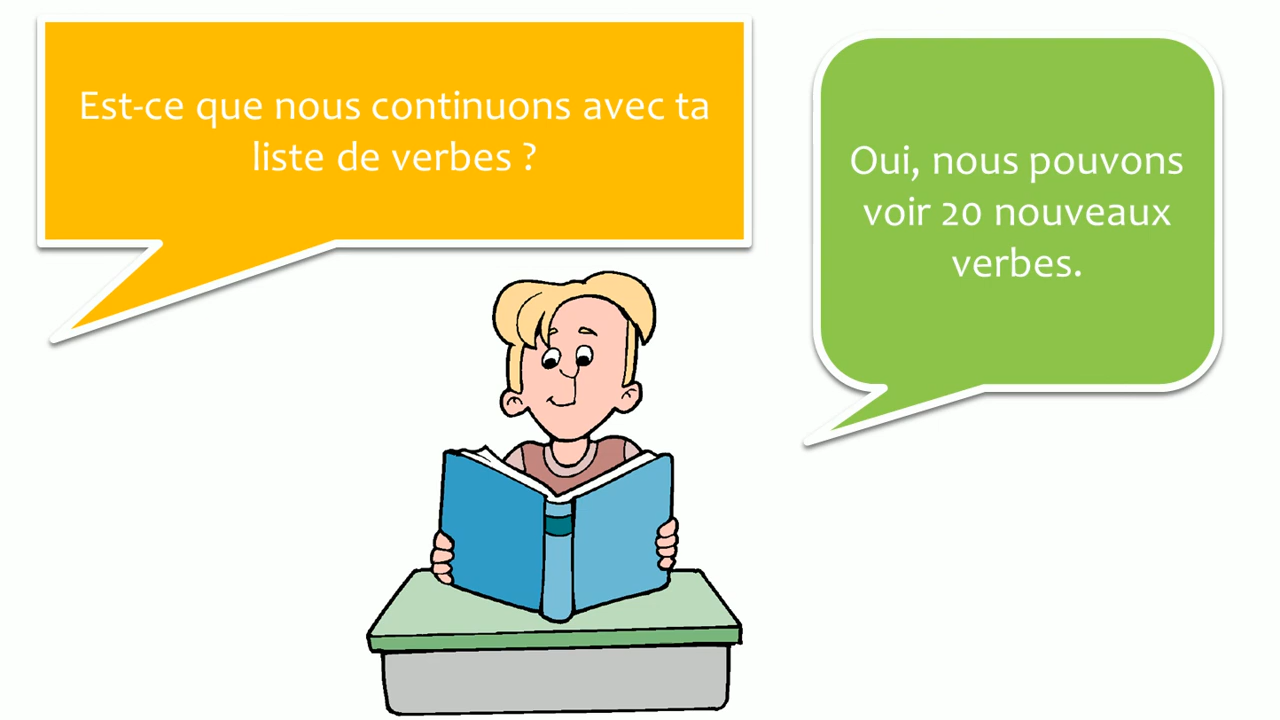 Est-ce que nous continuons avec ta
liste de verbes ?
Oui, nous pouvons
voir 20 nouveaux
verbes.